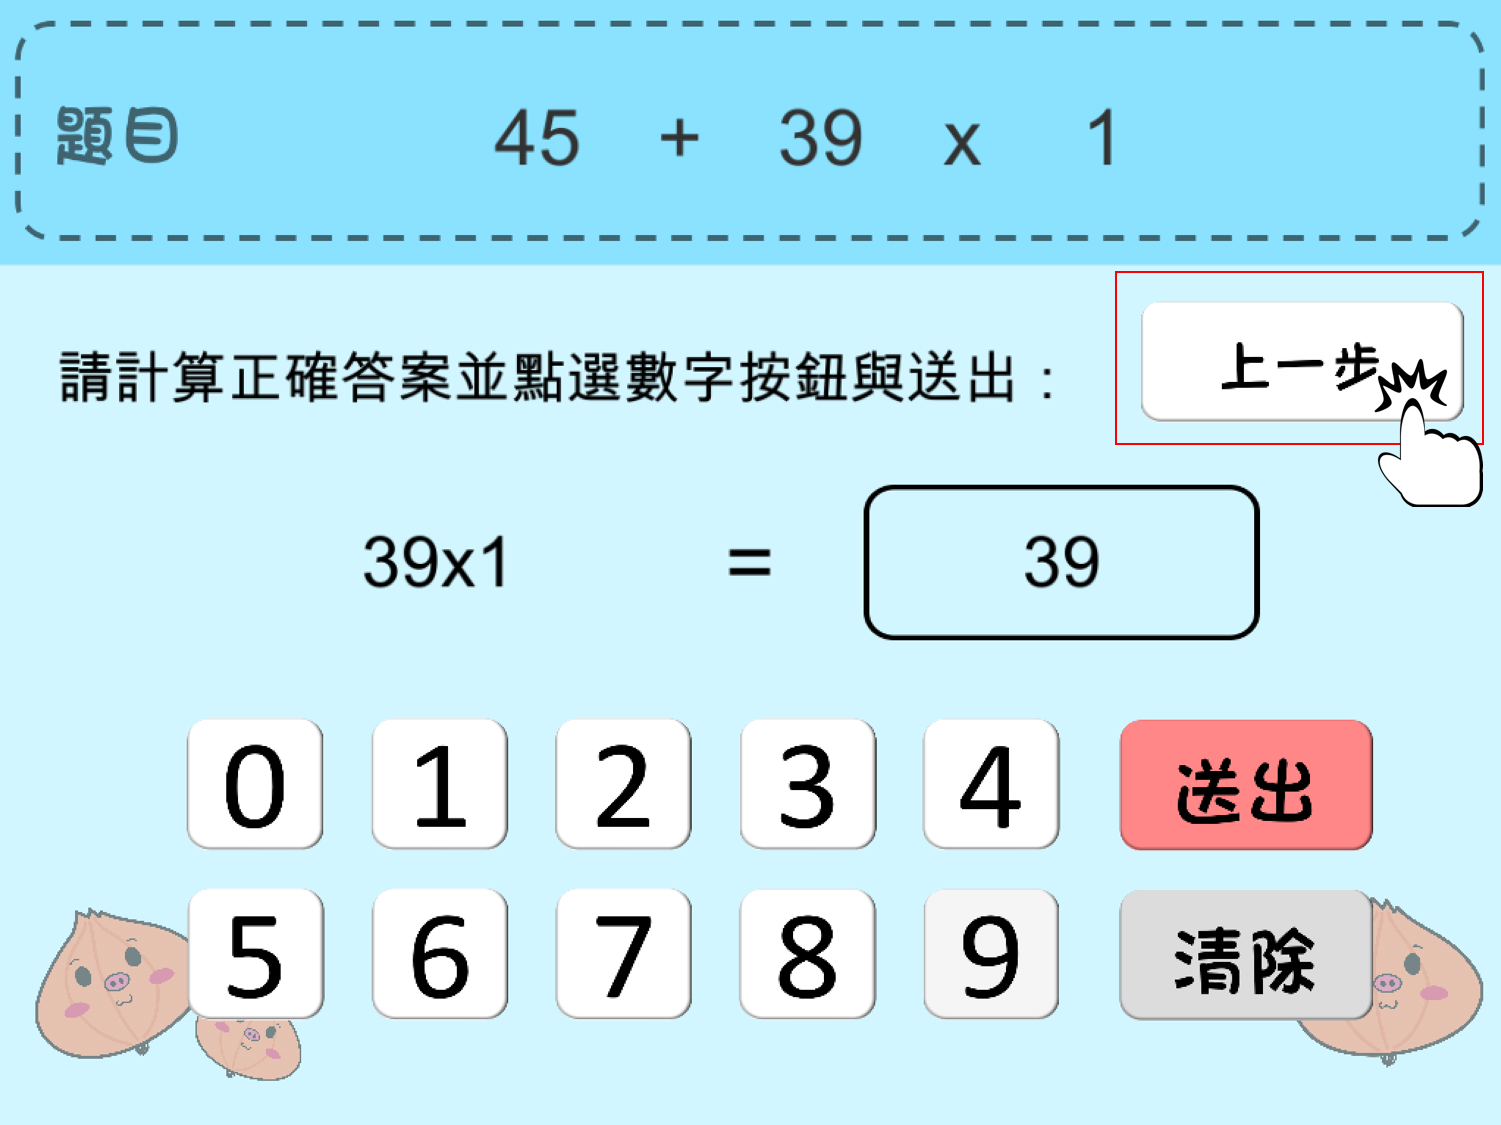 題目 45 + 39 x 1
上一步
請計算正確答案並點選數字按鈕與送出：
39x1 = 39
0 1 2 3 4 送出
5 6 7 8 9 清除